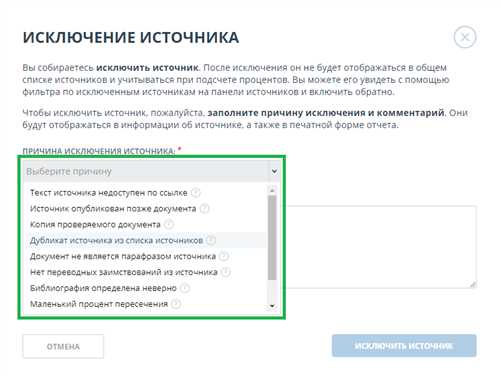 ИСКЛЮЧЕНИЕ ИСТОЧНИКА
Вы собираетесь исключить источник. После исключения он не будет отображаться в общем
списке источников и учитываться при подсчете процентов. Вы можете его увидеть с помощью
фильтра по исключенным источникам на панели источников и включить обратно.
Чтобы исключить источник, пожалуйста, заполните причину исключения и комментарий. Они
будут отображаться в информации об источнике, а также в печатной форме отчета.
ПРИЧИНА ИСКЛЮЧЕНИЯ ИСТОЧНИКА: *
Выберите причину
Текст источника недоступен по ссылке ?
Источник опубликован позже документа ?
Копия проверяемого документа ?
Дубликат источника из списка источников ?
Документ не является парафразом источника ?
Нет переводных заимствований из источника ?
Библиография определена неверно ?
Маленький процент пересечения ?
ОТМЕНА
ИСКЛЮЧИТЬ ИСТОЧНИК